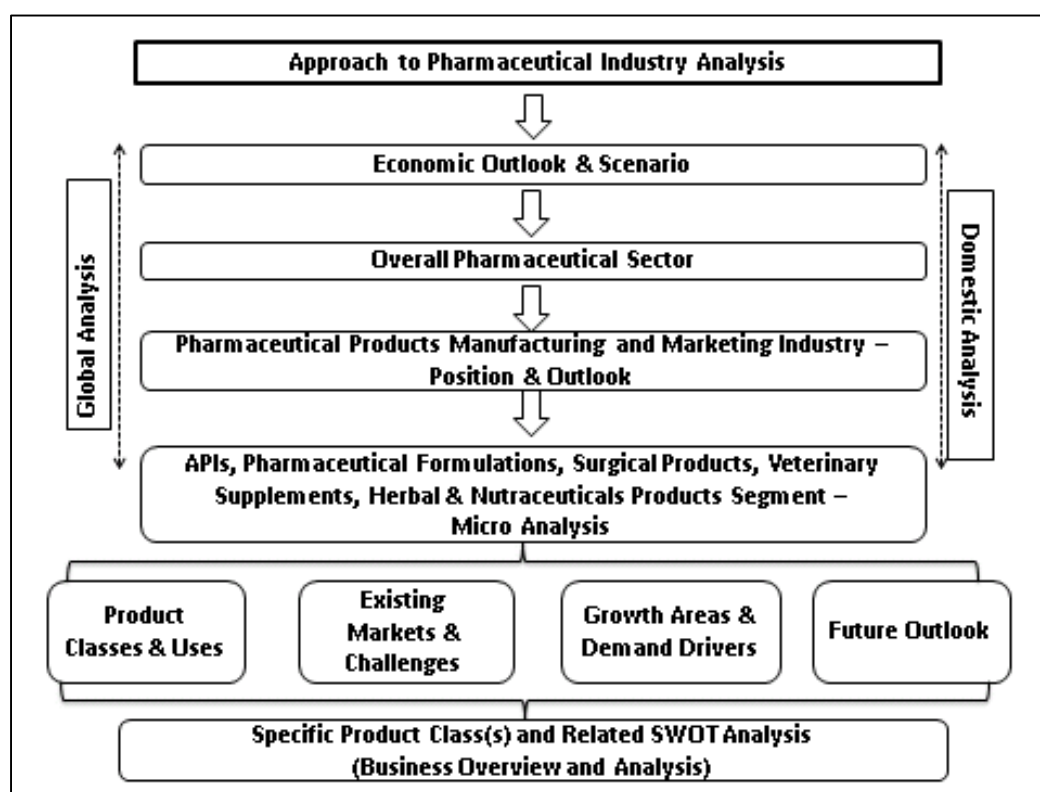 Approach to Pharmaceutical Industry Analysis
Economic Outlook & Scenario
Overall Pharmaceutical Sector
Pharmaceutical Products Manufacturing and Marketing Industry –
Position & Outlook
APIs, Pharmaceutical Formulations, Surgical Products, Veterinary
Supplements, Herbal & Nutraceuticals Products Segment –
Micro Analysis
Global Analysis
Domestic Analysis
Product
Classes & Uses
Existing
Markets &
Challenges
Growth Areas &
Demand Drivers
Future Outlook
Specific Product Class(s) and Related SWOT Analysis
(Business Overview and Analysis)